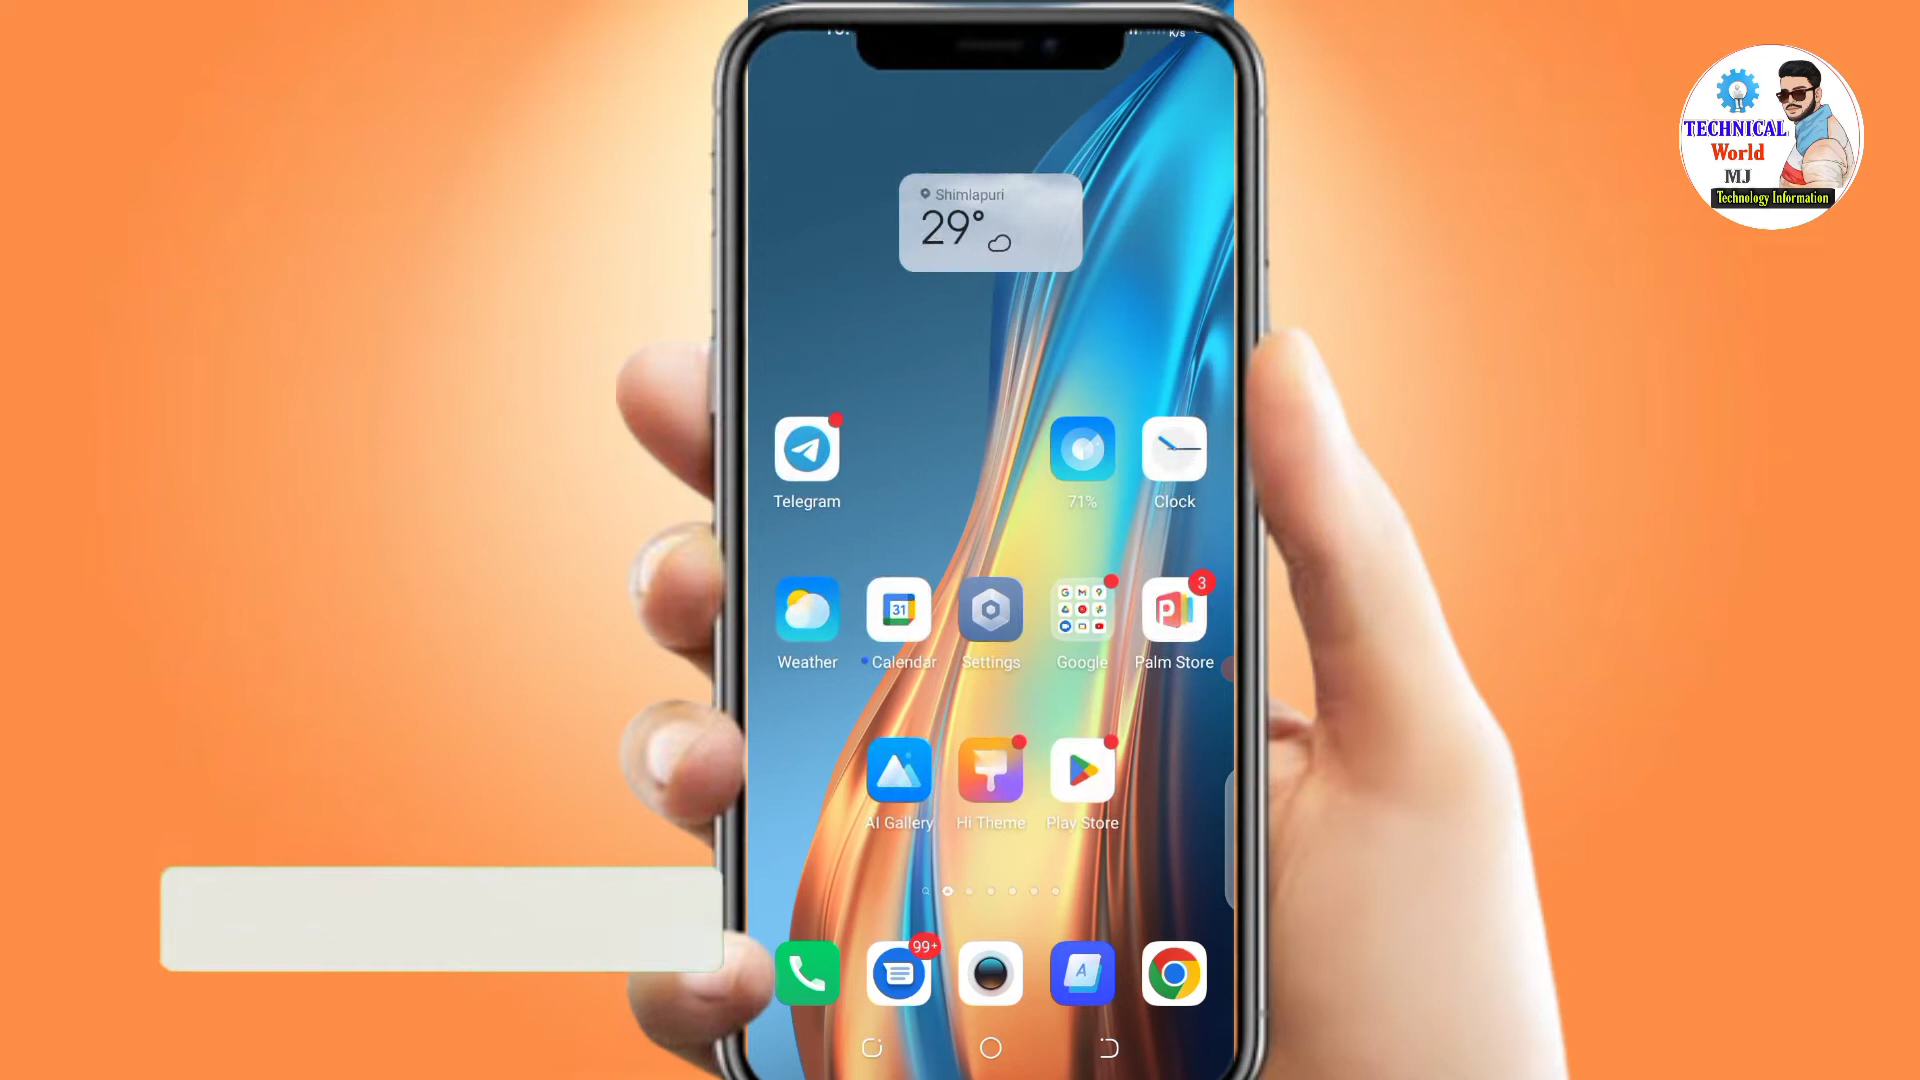 K/s
TECHNICAL
World
MJ
Technology Information
Shimlapuri
29°
Telegram
71%
Clock
31
3
Weather
Calendar
Settings
Google
Palm Store
AI Gallery
Hi Theme
Play Store
99+
A